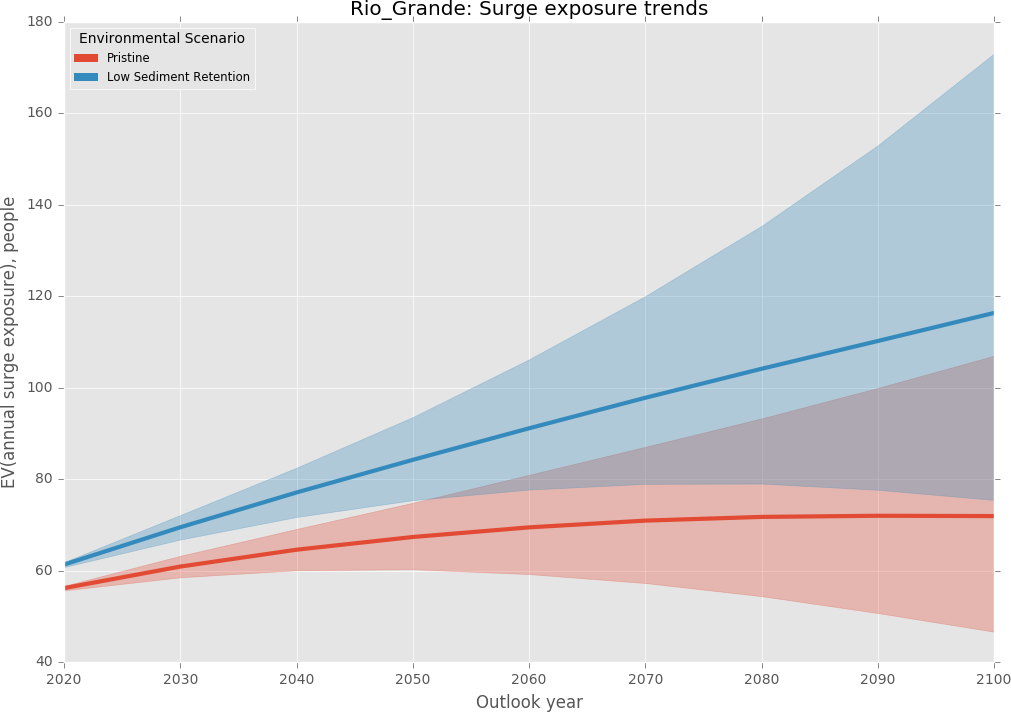 Rio_Grande: Surge exposure trends
Environmental Scenario
Pristine
Low Sediment Retention
EV(annual surge exposure), people
180
160
140
120
100
80
60
40
2020 2030 2040 2050 2060 2070 2080 2090 2100
Outlook year